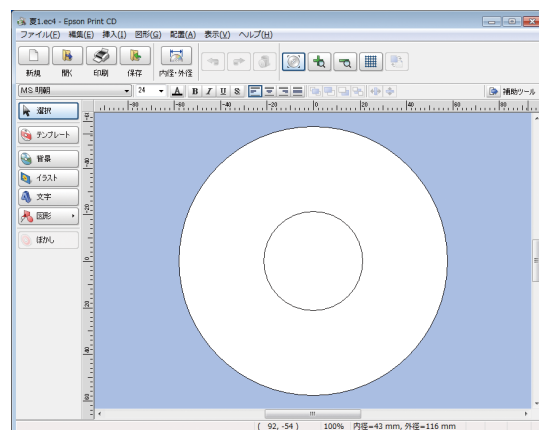 夏1.ec4 - Epson Print CD
ファイル(F) 編集(E) 挿入(I) 図形(G) 配置(A) 表示(V) ヘルプ(H)
新規 開く 印刷 保存 内径・外径
MS 明朝 24 A B I U S 補助ツール
選択
テンプレート
背景
イラスト
文字
図形
ぼかし
( 92, -54 ) 100% 内径=43 mm, 外径=116 mm